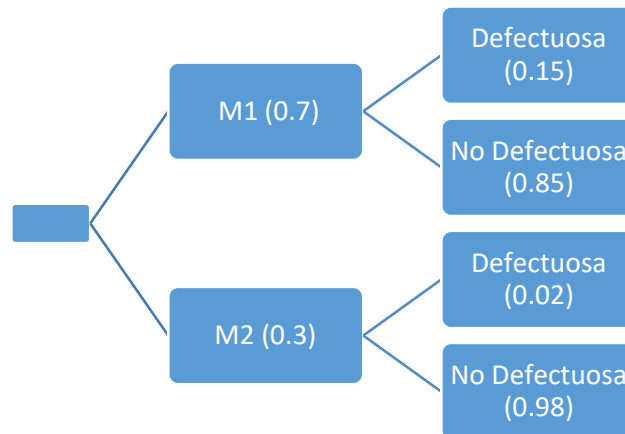 M1 (0.7)
Defectuosa
(0.15)
No Defectuosa
(0.85)
M2 (0.3)
Defectuosa
(0.02)
No Defectuosa
(0.98)